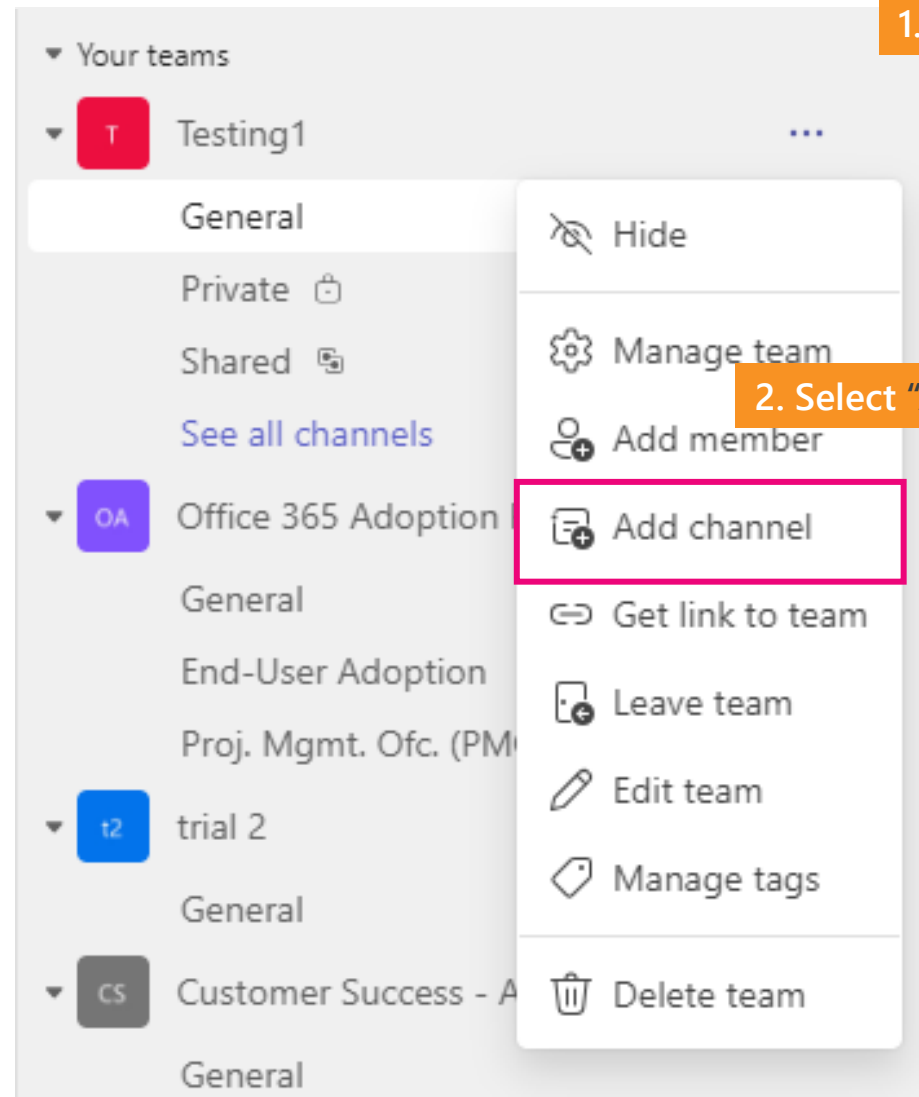 1.
Your teams
T Testing1 ...
General
Private
Shared
See all channels
OA Office 365 Adoption
General
End-User Adoption
Proj. Mgmt. Ofc. (PM
t2 trial 2
General
CS Customer Success - A
General
Hide
Manage team
2. Select “
Add member
Add channel
Get link to team
Leave team
Edit team
Manage tags
Delete team